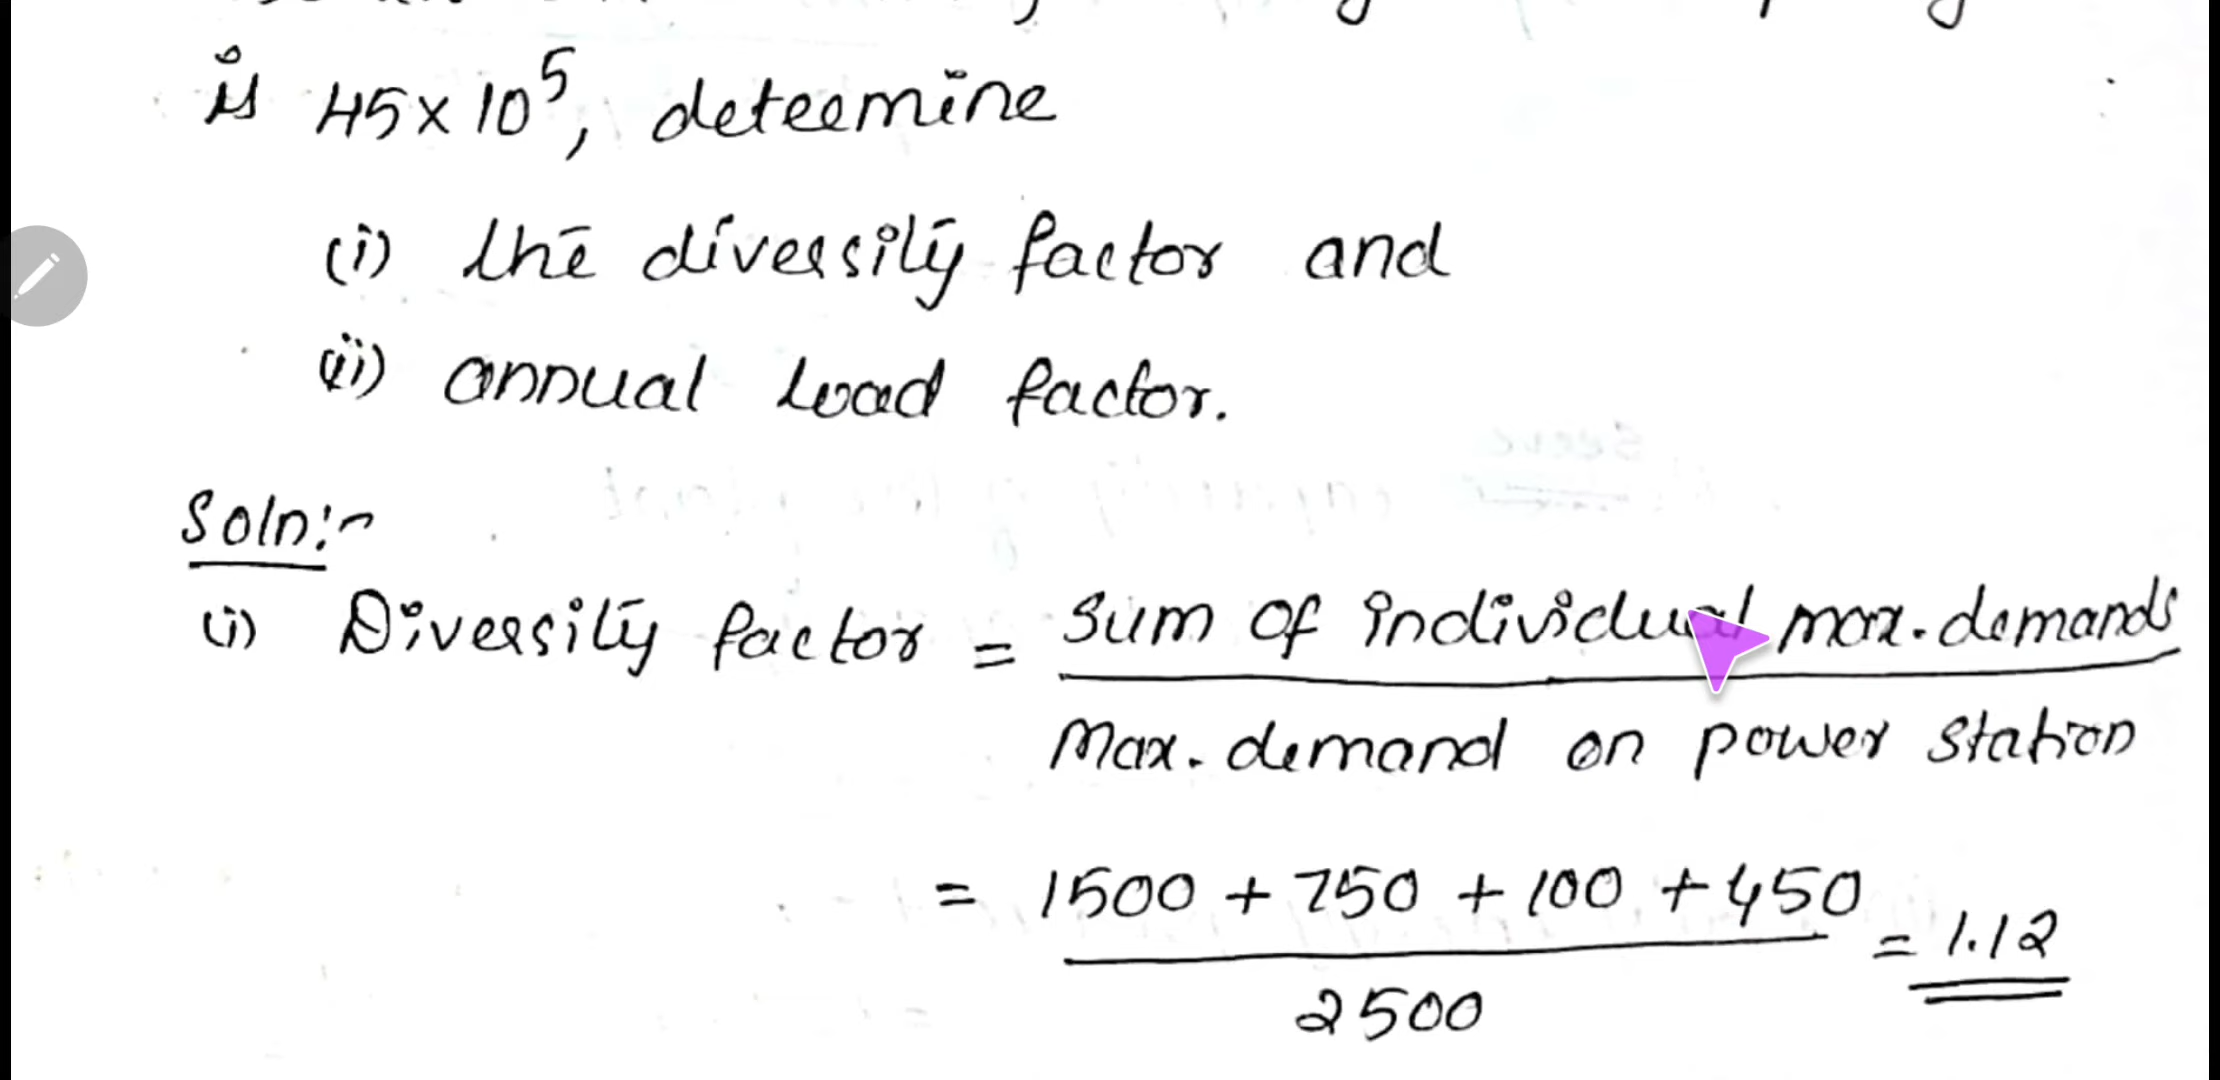 is 45×10⁵, determine
(i) the diversity factor and
(ii) annual load factor.
Soln:-
(i) Diversity factor = Sum of individual max. demands
Max. demand on power station
= 1500 + 750 + 100 + 450 = 1.12
2500